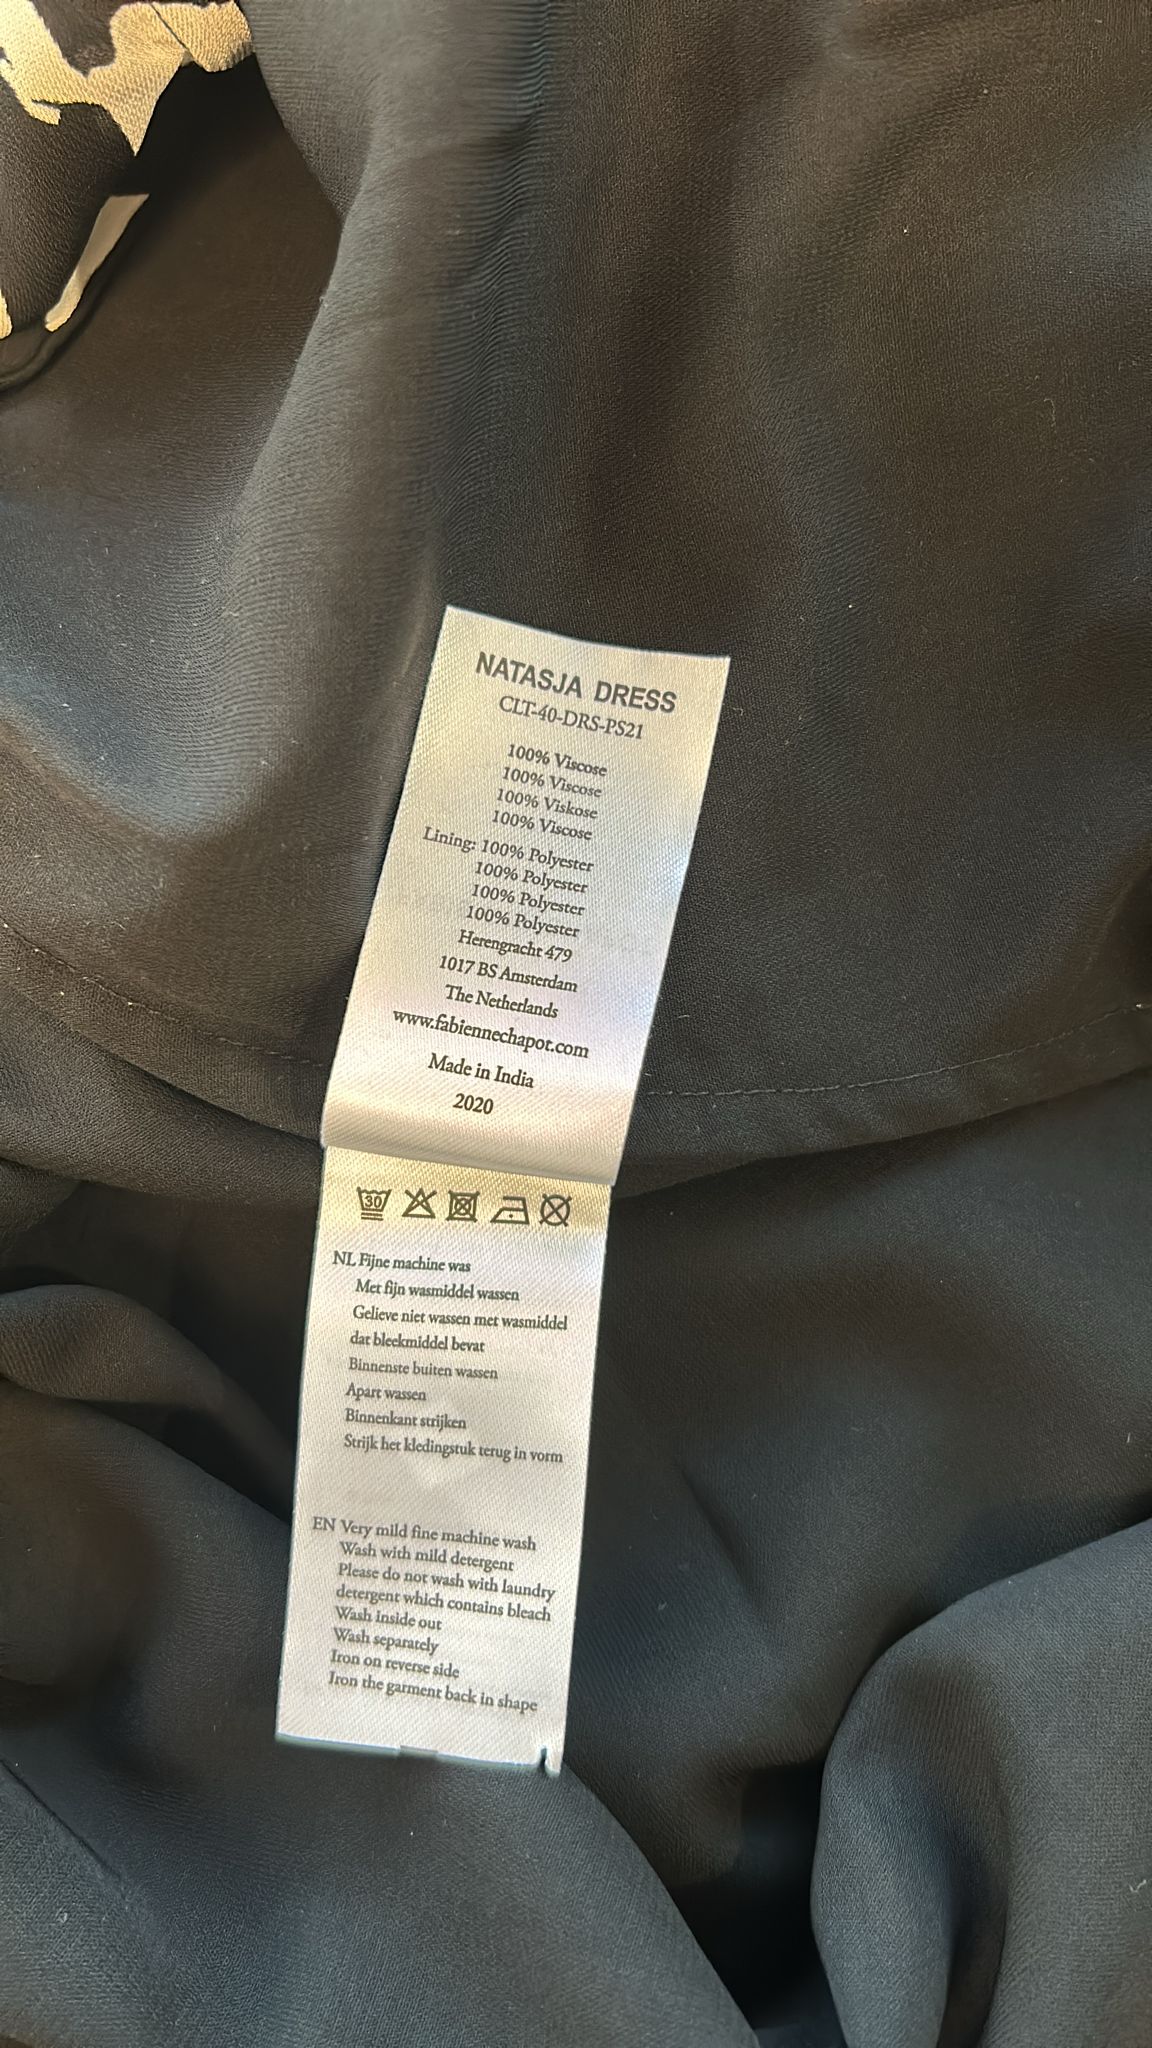 NATASJA DRESS
CLT-40-DRS-PS21
100% Viscose
100% Viscose
100% Viskose
100% Viscose
Lining: 100% Polyester
100% Polyester
100% Polyester
100% Polyester
Herengracht 479
1017 BS Amsterdam
The Netherlands
www.fabiennechapot.com
Made in India
2020
30
NL Fijne machine was
Met fijn wasmiddel wassen
Gelieve niet wassen met wasmiddel
dat bleekmiddel bevat
Binnenste buiten wassen
Apart wassen
Binnenkant strijken
Strijk het kledingstuk terug in vorm
EN Very mild fine machine wash
Wash with mild detergent
Please do not wash with laundry
detergent which contains bleach
Wash inside out
Wash separately
Iron on reverse side
Iron the garment back in shape